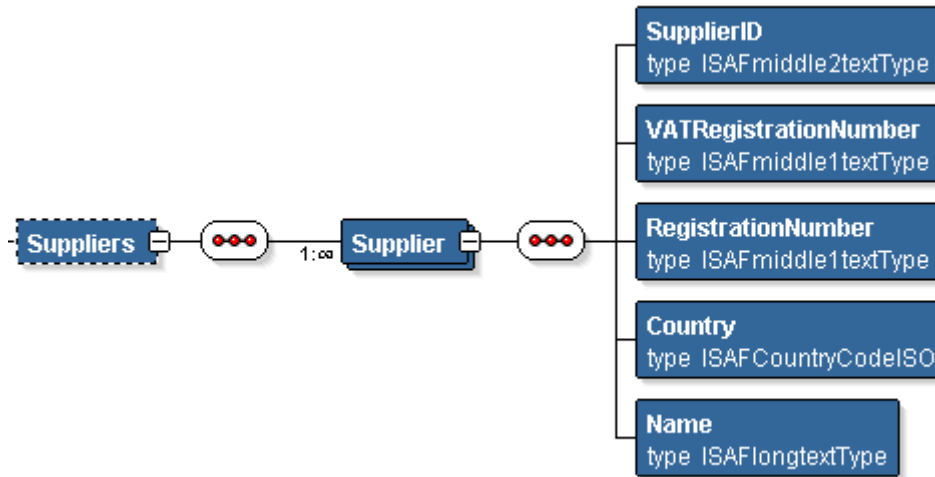 SupplierID
type ISAFmiddle2textType
VATRegistrationNumber
type ISAFmiddle1textType
Suppliers
1:∞
Supplier
RegistrationNumber
type ISAFmiddle1textType
Country
type ISAFCountryCodeISO
Name
type ISAFlongtextType